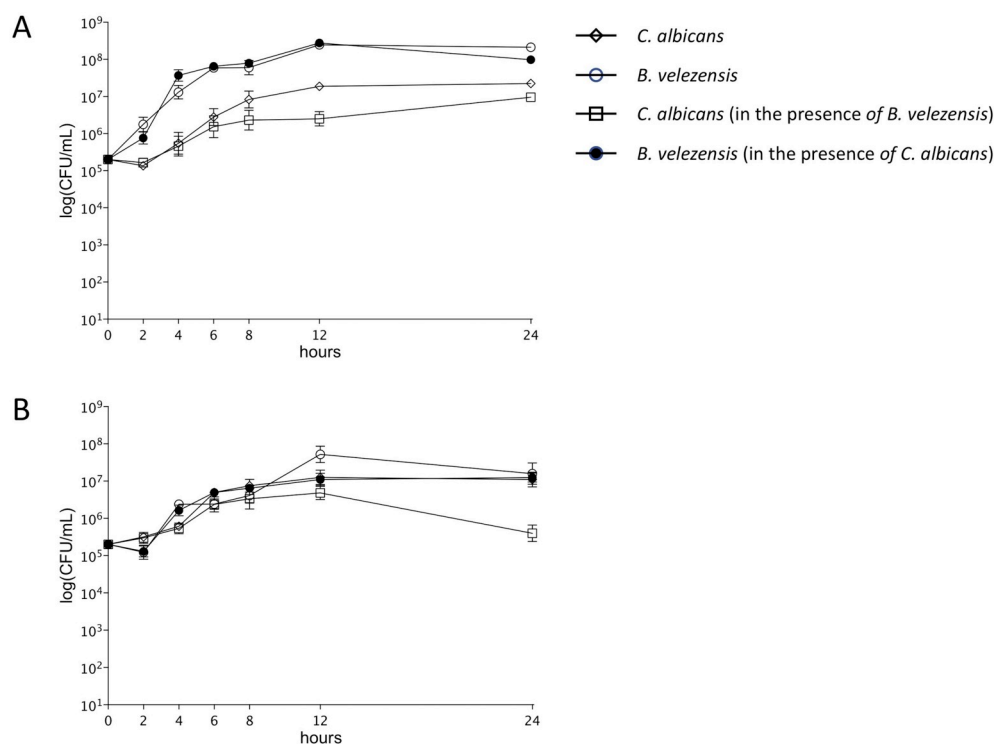 A
10⁹
10⁸
10⁷
10⁶
10⁵
10⁴
10³
10²
10¹
log(CFU/mL)
0 2 4 6 8 12 24
hours
C. albicans
B. velezensis
C. albicans (in the presence of B. velezensis)
B. velezensis (in the presence of C. albicans)
B
10⁹
10⁸
10⁷
10⁶
10⁵
10⁴
10³
10²
10¹
log(CFU/mL)
0 2 4 6 8 12 24
hours